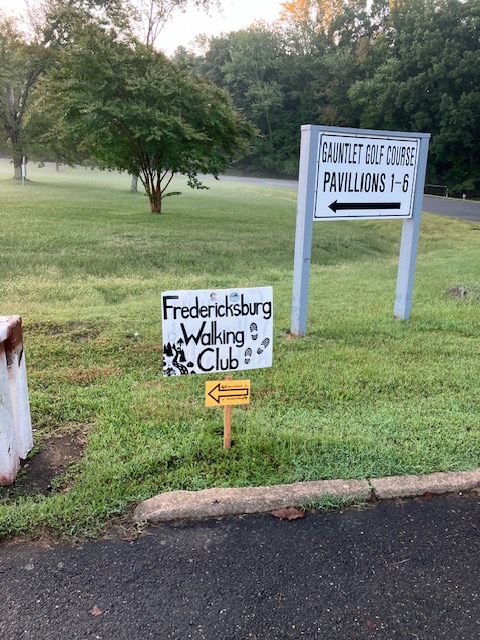 GAUNTLET GOLF COURSE
PAVILLIONS 1-6
Fredericksburg
Walking
Club